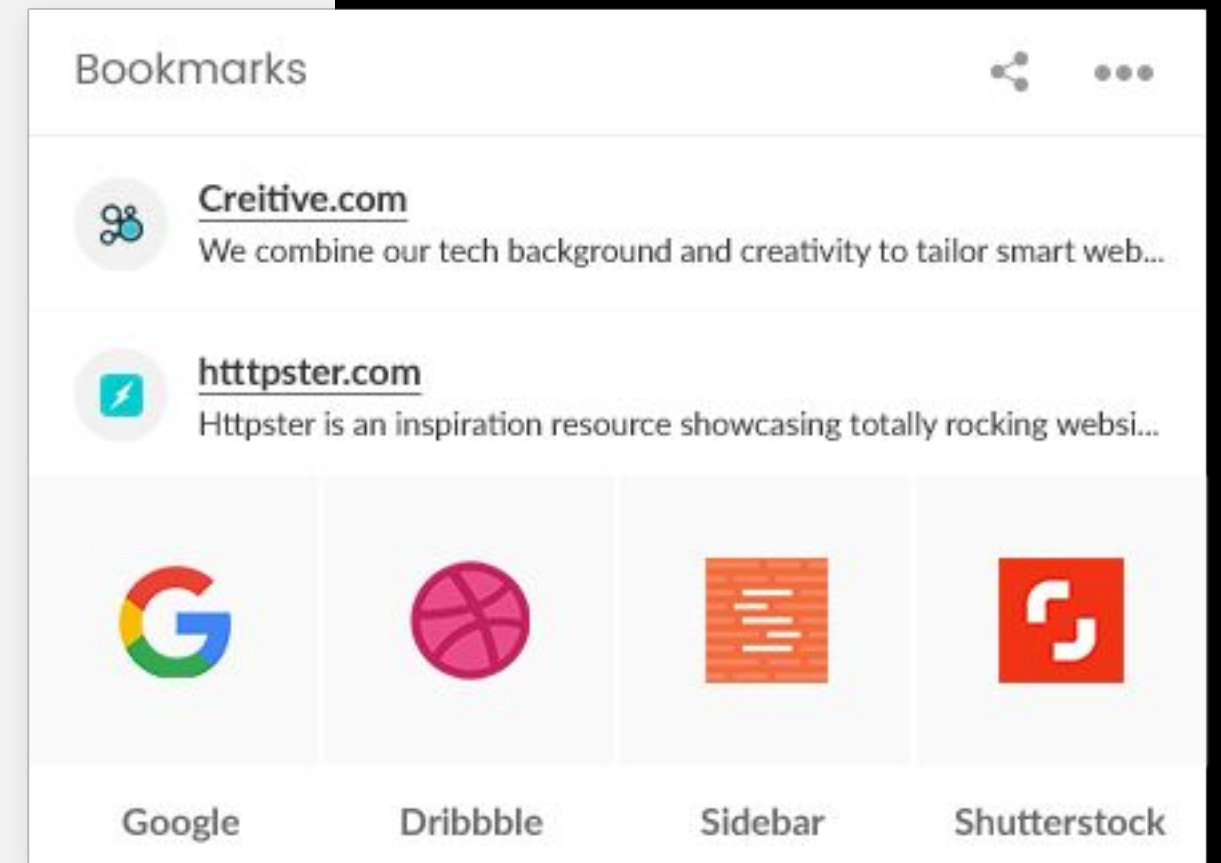 Bookmarks
Creitive.com
We combine our tech background and creativity to tailor smart web...
htttpster.com
Httpster is an inspiration resource showcasing totally rocking websi...
Google Dribbble Sidebar Shutterstock